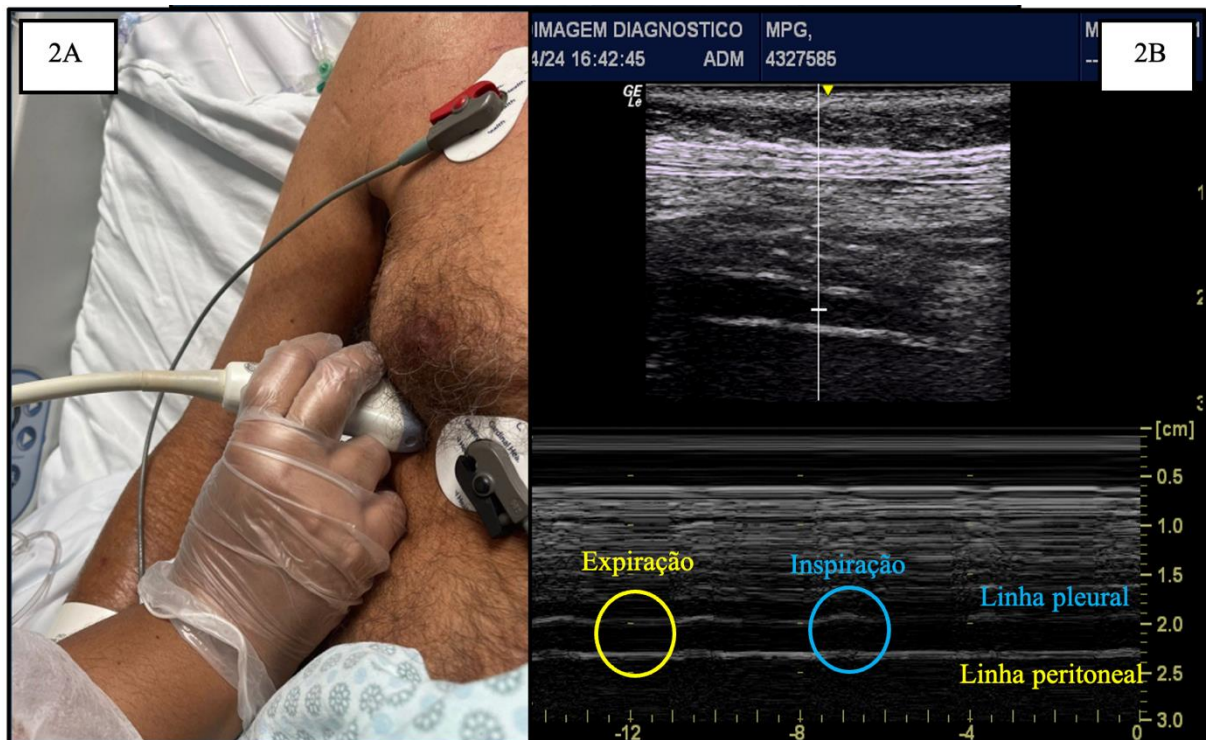 2A
IMAGEM DIAGNOSTICO
4/24 16:42:45 ADM
MPG,
4327585
M
1
--
2B
GE
Lê
1
2
3
[cm]
0.5
1.0
1.5
2.0
2.5
3.0
Expiração
Inspiração
Linha pleural
Linha peritoneal
-12
-8
-4
0